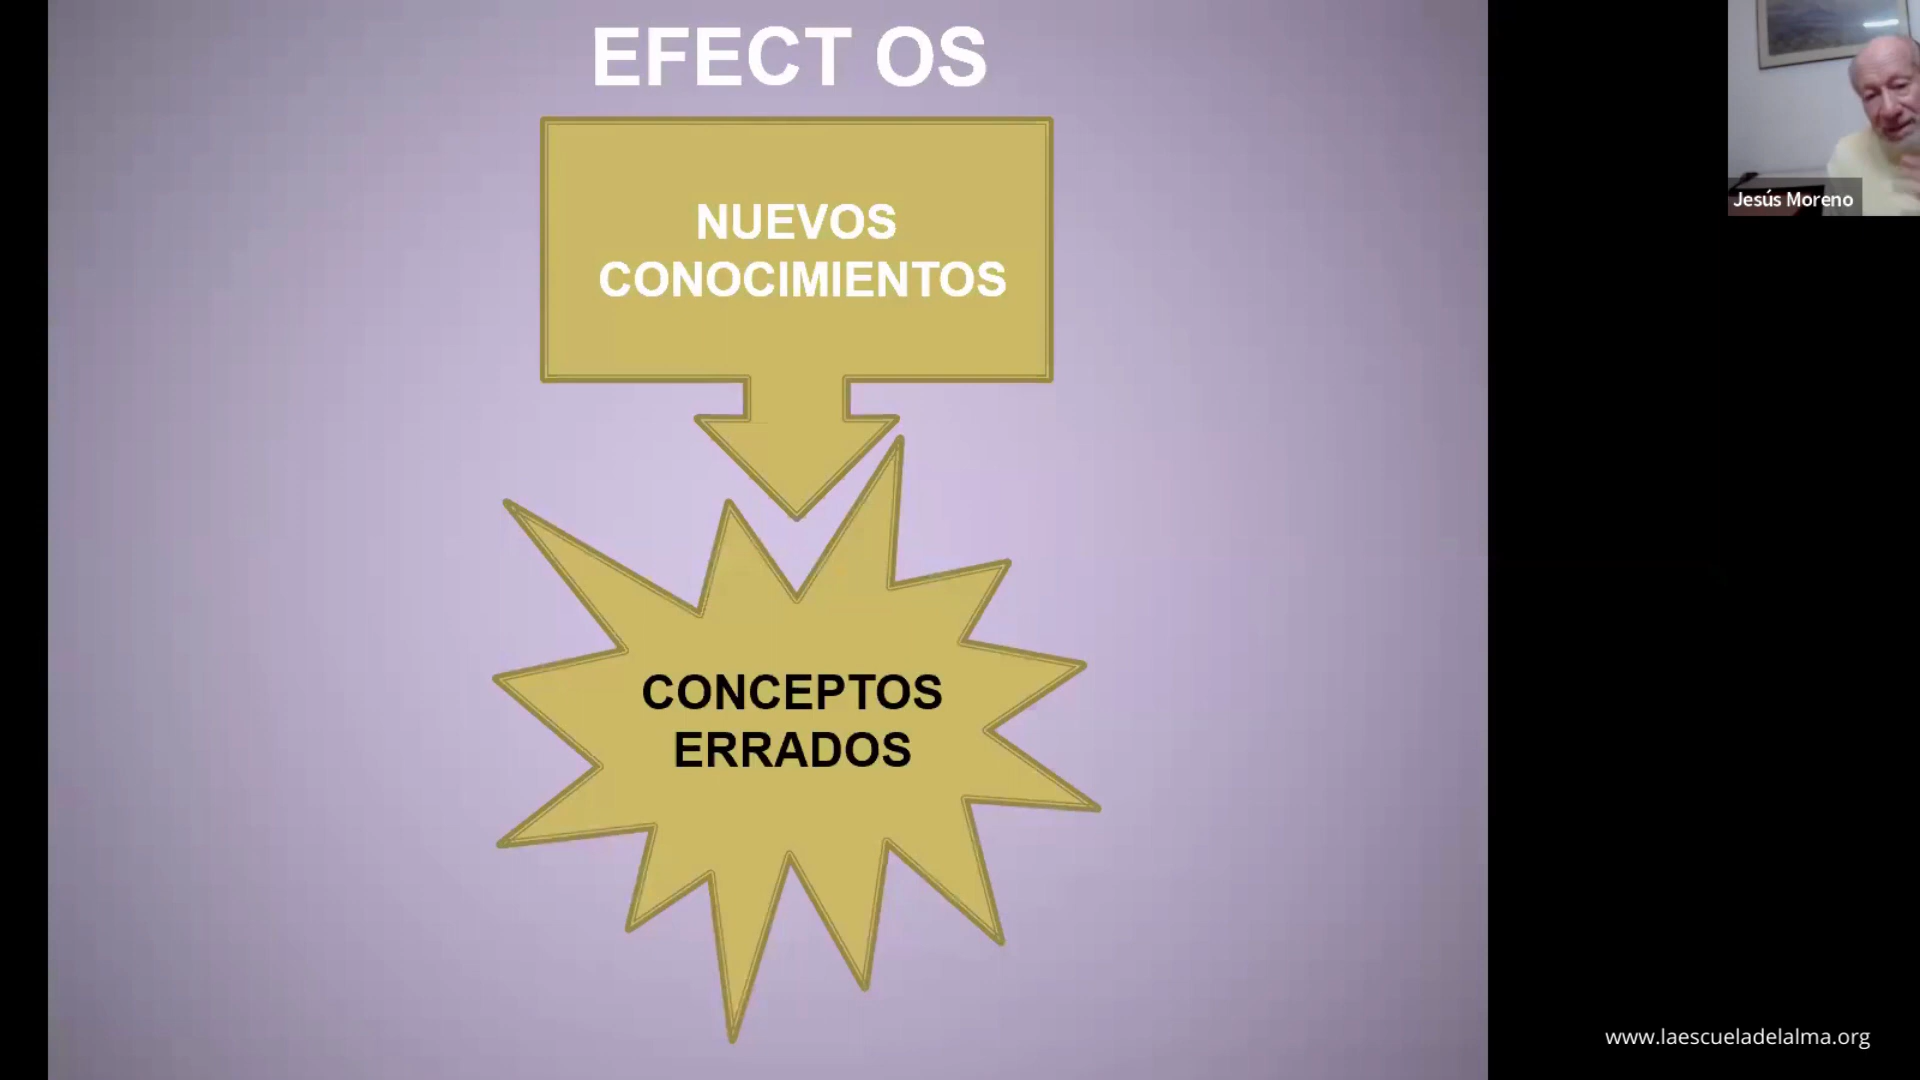 EFECT OS
NUEVOS
CONOCIMIENTOS
CONCEPTOS
ERRADOS
Jesús Moreno
www.laescueladelalma.org